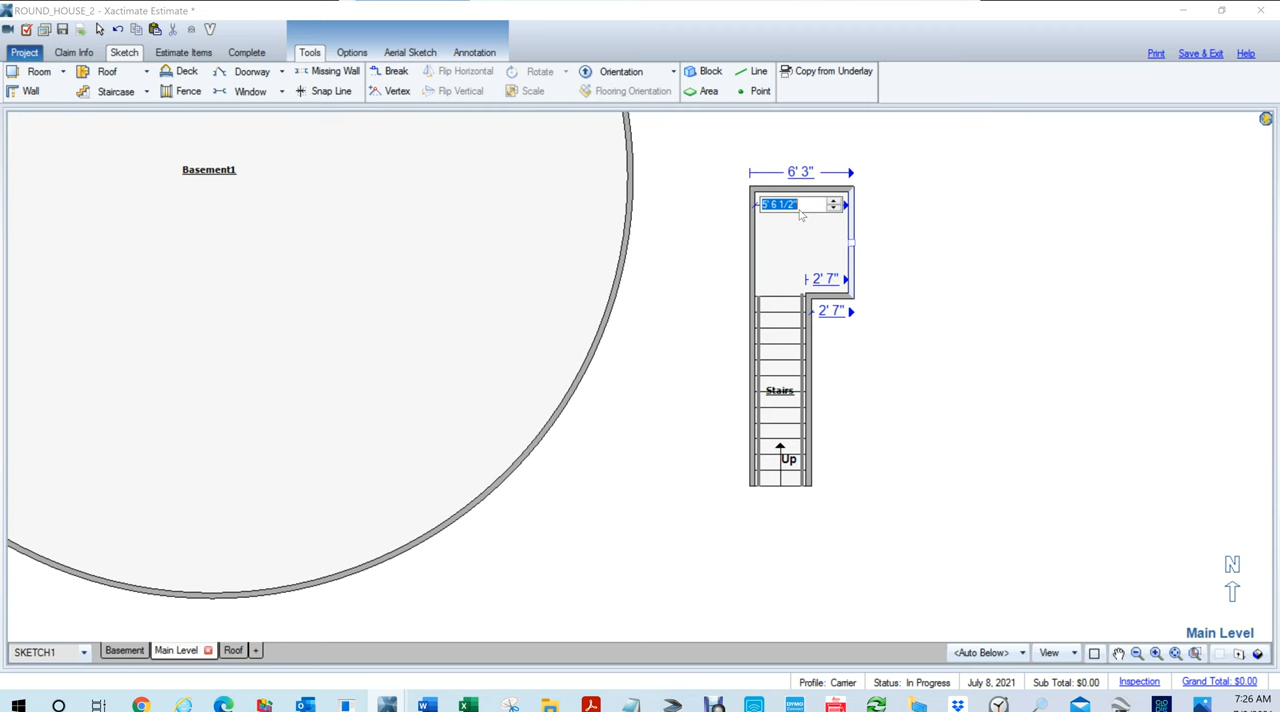 ROUND_HOUSE_2 - Xactimate Estimate *
Project Claim Info Sketch Estimate Items Complete Tools Options Aerial Sketch Annotation Print Save & Exit Help
Room Roof Deck Doorway Missing Wall Break Flip Horizontal Rotate Orientation Block Line Copy from Underlay
Wall Staircase Fence Window Snap Line Vertex Flip Vertical Scale Flooring Orientation Area Point
Basement1
6' 3"
5' 6 1/2"
2' 7"
2' 7"
Stairs
Up
N
Main Level
SKETCH1 Basement Main Level Roof + <Auto Below> View
Profile: Carrier Status: In Progress July 8, 2021 Sub Total: $0.00 Inspection Grand Total: $0.00
7:26 AM